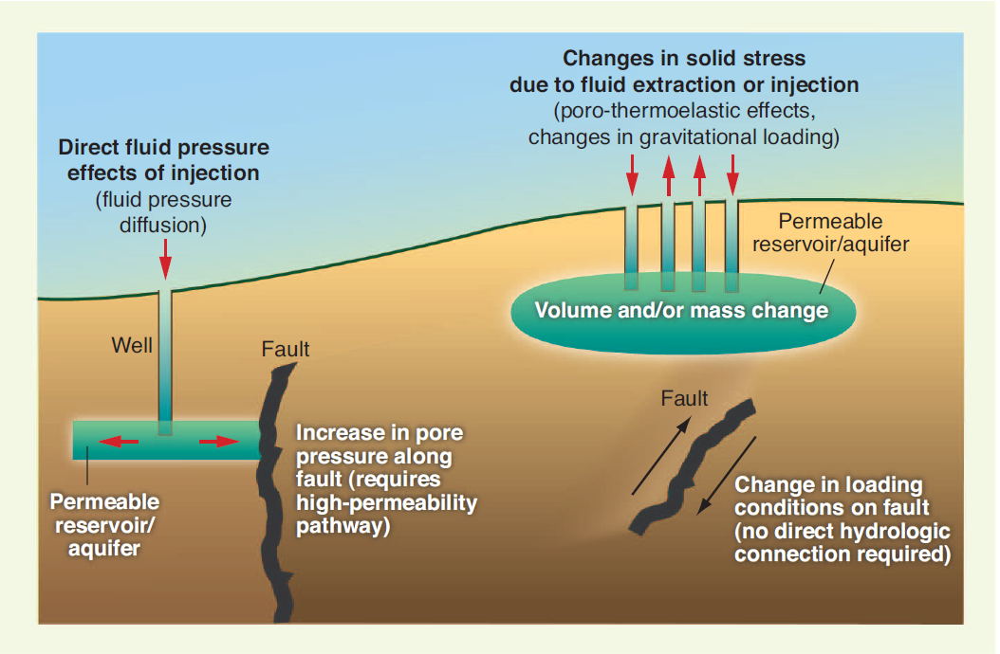 Changes in solid stress
due to fluid extraction or injection
(poro-thermoelastic effects,
changes in gravitational loading)
Direct fluid pressure
effects of injection
(fluid pressure
diffusion)
Permeable
reservoir/aquifer
Volume and/or mass change
Well
Fault
Fault
Increase in pore
pressure along
fault (requires
high-permeability
pathway)
Permeable
reservoir/
aquifer
Change in loading
conditions on fault
(no direct hydrologic
connection required)